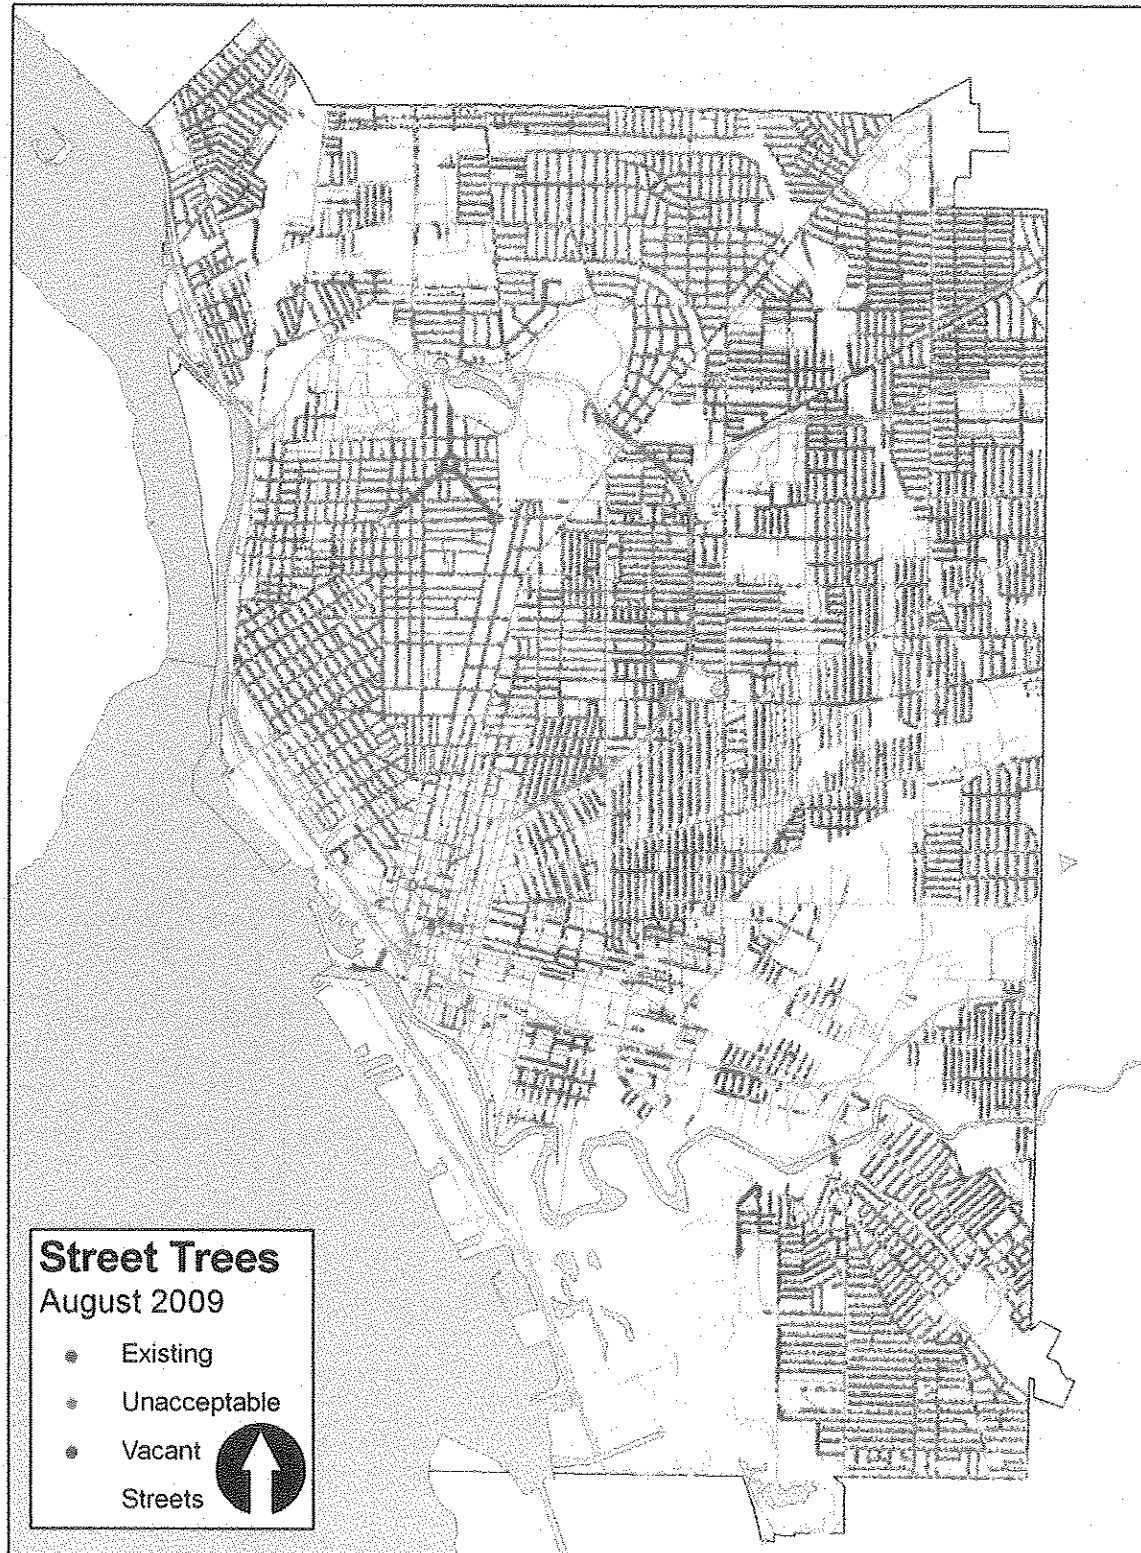 Street Trees
August 2009
Existing
Unacceptable
Vacant
Streets